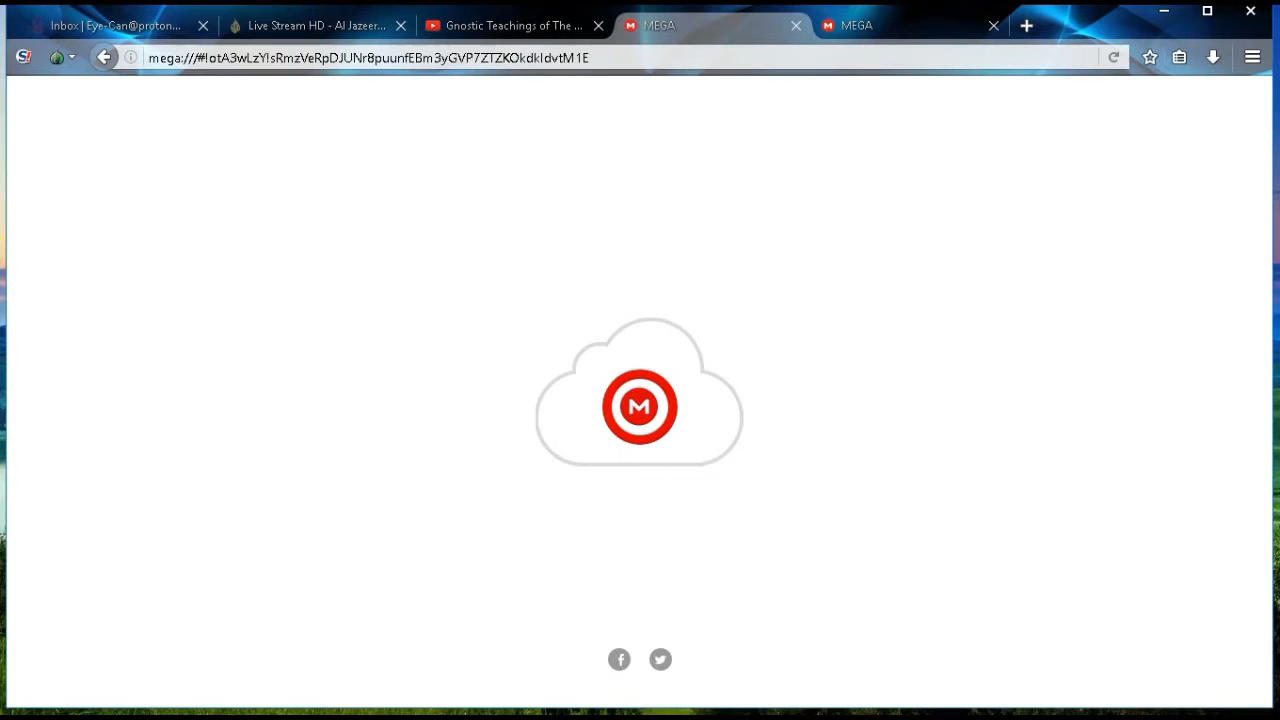 Inbox | Eye-Can@proton...
Live Stream HD - Al Jazeer...
Gnostic Teachings of The ...
MEGA
MEGA
S!
mega:///#!otA3wLzY!sRmzVeRpDJUNr8puunfEBm3yGVP7ZTZKOkdkIdvtM1E
M